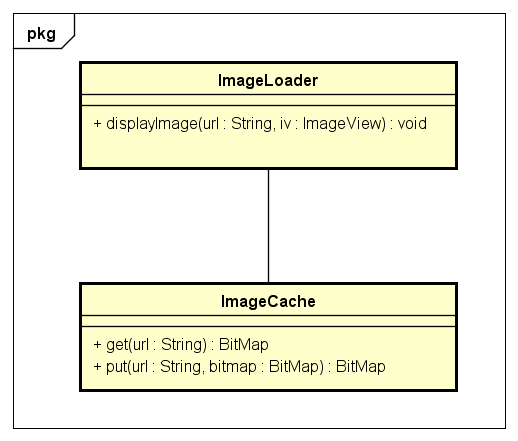 pkg
ImageLoader
+ displayImage(url : String, iv : ImageView) : void
ImageCache
+ get(url : String) : BitMap
+ put(url : String, bitmap : BitMap) : BitMap